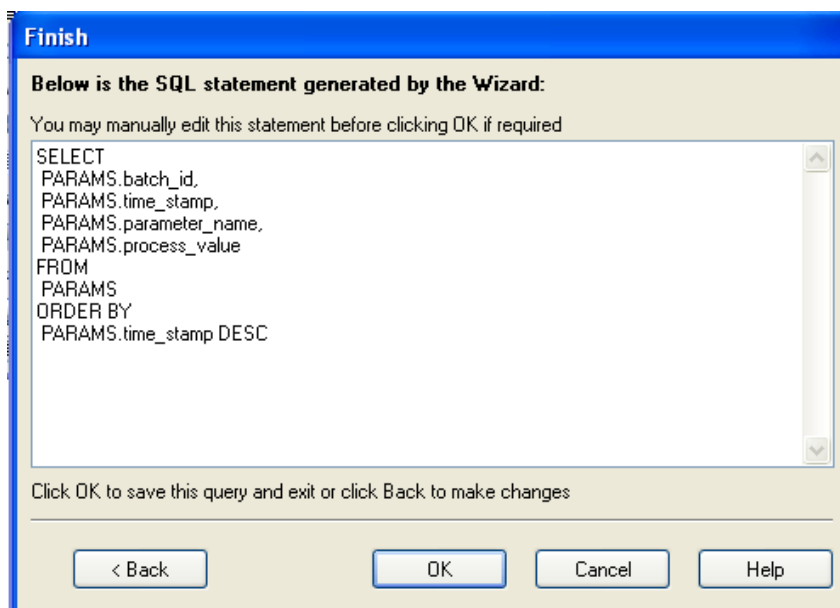 Finish
Below is the SQL statement generated by the Wizard:
You may manually edit this statement before clicking OK if required
SELECT
PARAMS.batch_id,
PARAMS.time_stamp,
PARAMS.parameter_name,
PARAMS.process_value
FROM
PARAMS
ORDER BY
PARAMS.time_stamp DESC
Click OK to save this query and exit or click Back to make changes
< Back
OK
Cancel
Help